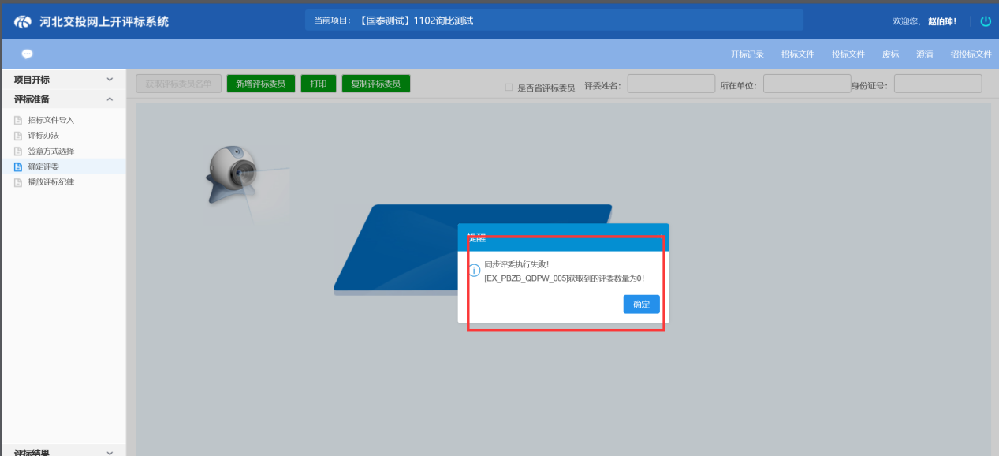 河北交投网上开评标系统
当前项目：【国泰测试】1102询比测试
欢迎您，赵伯珅！
开标记录 招标文件 投标文件 废标 澄清 招投标文件
项目开标
评标准备
招标文件导入
评标办法
签章方式选择
确定评委
播放评标纪律
评标结果
获取评标委员名单 新增评标委员 打印 复制评标委员
是否省评标委员 评委姓名： 所在单位： 身份证号：
提醒
同步评委执行失败！
[EX_PBZB_QDPW_005]获取到的评委数量为0！
确定